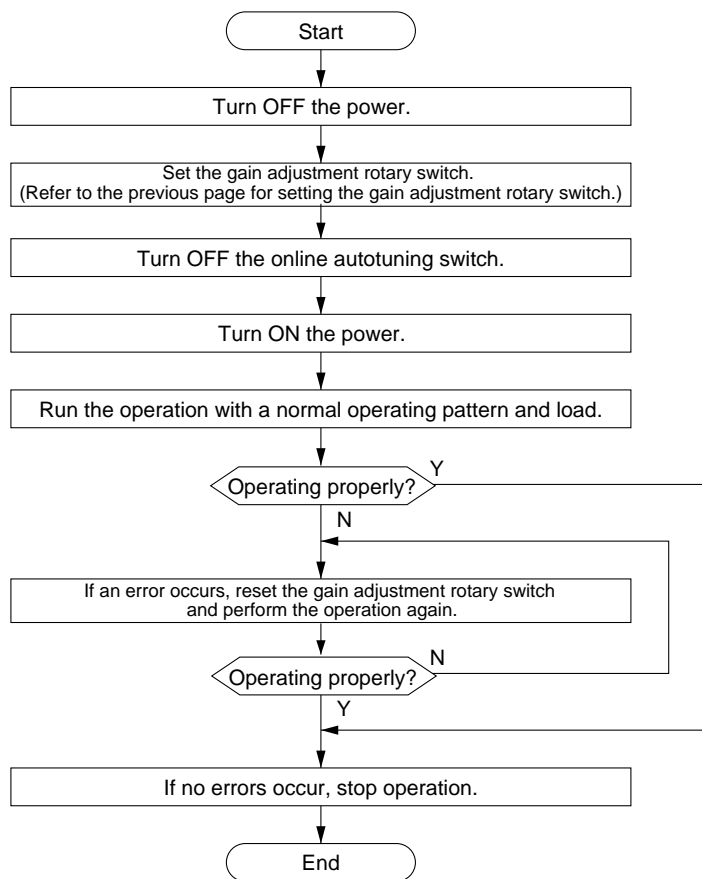 Start
Turn OFF the power.
Set the gain adjustment rotary switch.
(Refer to the previous page for setting the gain adjustment rotary switch.)
Turn OFF the online autotuning switch.
Turn ON the power.
Run the operation with a normal operating pattern and load.
Y
Operating properly?
N
If an error occurs, reset the gain adjustment rotary switch
and perform the operation again.
N
Operating properly?
Y
If no errors occur, stop operation.
End